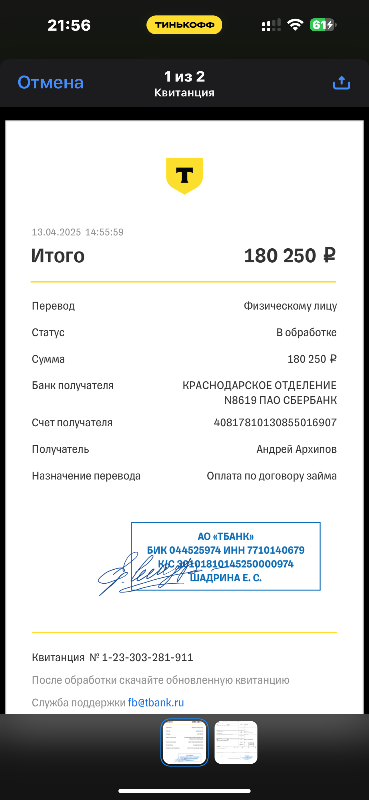 21:56
ТИНЬКОФФ
61
Отмена
1 из 2
Квитанция
Т
13.04.2025 14:55:59
Итого 180 250 ₽
Перевод Физическому лицу
Статус В обработке
Сумма 180 250 ₽
Банк получателя КРАСНОДАРСКОЕ ОТДЕЛЕНИЕ
N8619 ПАО СБЕРБАНК
Счет получателя 40817810130855016907
Получатель Андрей Архипов
Назначение перевода Оплата по договору займа
АО «ТБАНК»
БИК 044525974 ИНН 7710140679
К/С 30101810145250000974
ШАДРИНА Е. С.
Квитанция № 1-23-303-281-911
После обработки скачайте обновленную квитанцию
Служба поддержки fb@tbank.ru